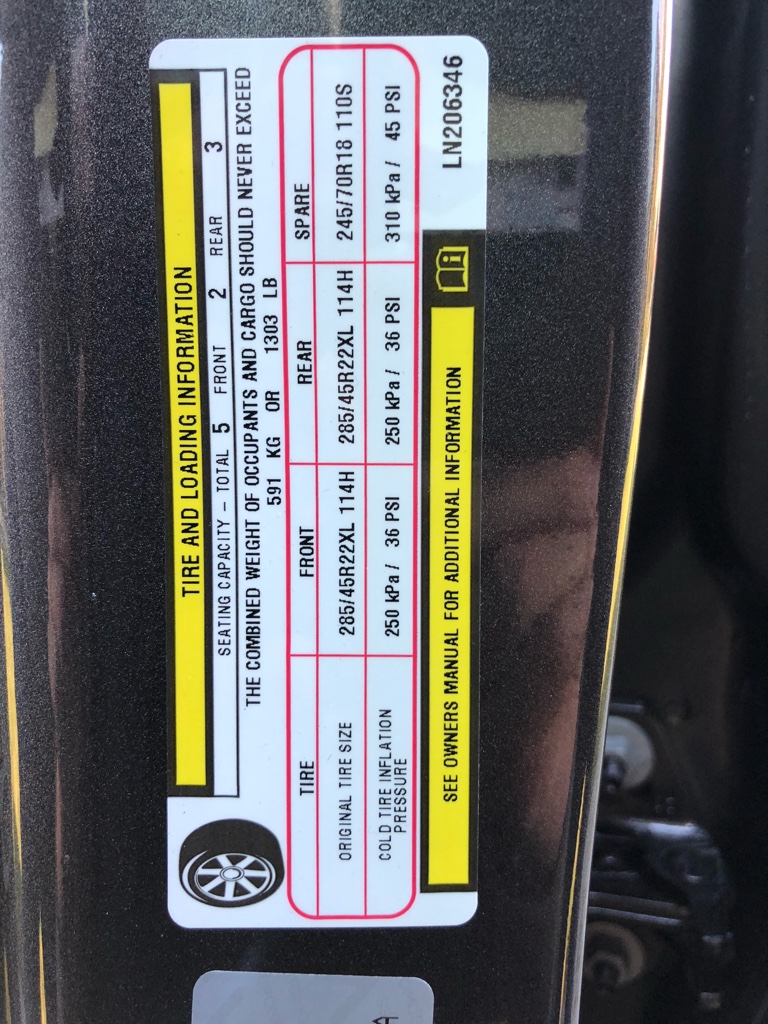 TIRE AND LOADING INFORMATION
SEATING CAPACITY - TOTAL 5 FRONT 2 REAR 3
THE COMBINED WEIGHT OF OCCUPANTS AND CARGO SHOULD NEVER EXCEED
591 KG OR 1303 LB
TIRE FRONT REAR SPARE
ORIGINAL TIRE SIZE 285/45R22XL 114H 285/45R22XL 114H 245/70R18 110S
COLD TIRE INFLATION PRESSURE 250 kPa / 36 PSI 250 kPa / 36 PSI 310 kPa / 45 PSI
SEE OWNERS MANUAL FOR ADDITIONAL INFORMATION
LN206346
A